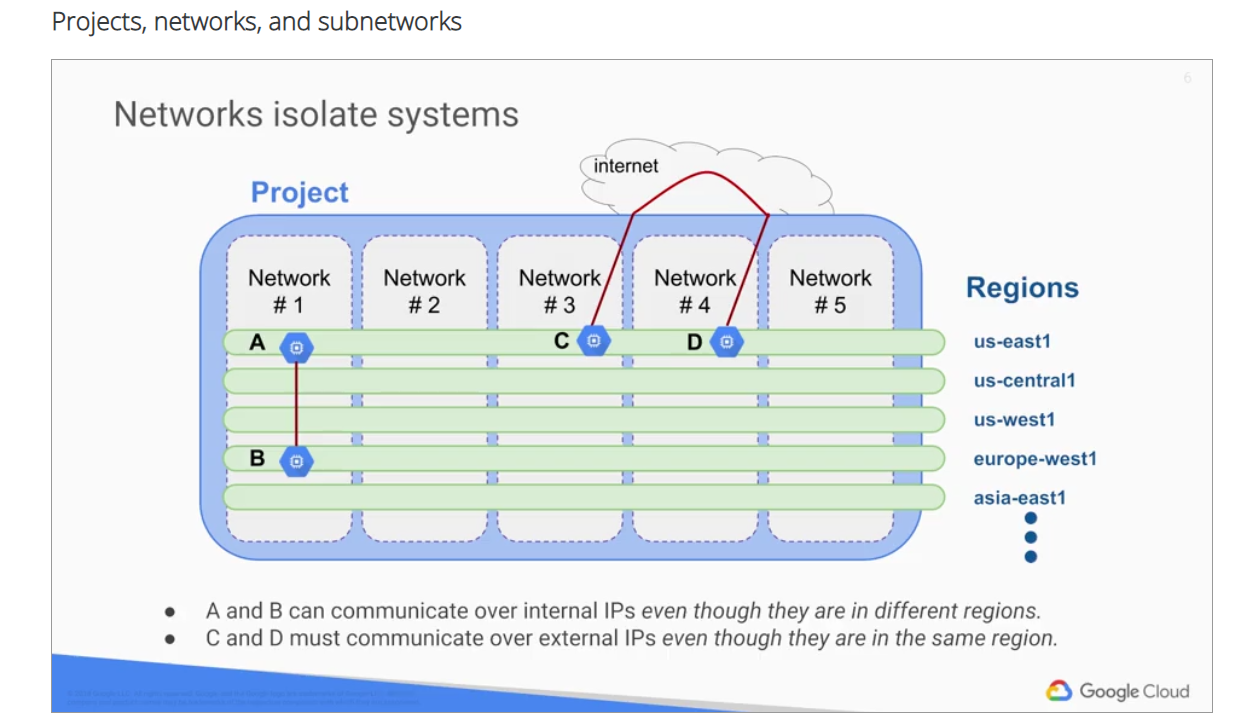 Projects, networks, and subnetworks
6
Networks isolate systems
internet
Project
Network
# 1
Network
# 2
Network
# 3
Network
# 4
Network
# 5
Regions
A
C
D
us-east1
us-central1
us-west1
B
europe-west1
asia-east1
● A and B can communicate over internal IPs even though they are in different regions.
● C and D must communicate over external IPs even though they are in the same region.
Google Cloud